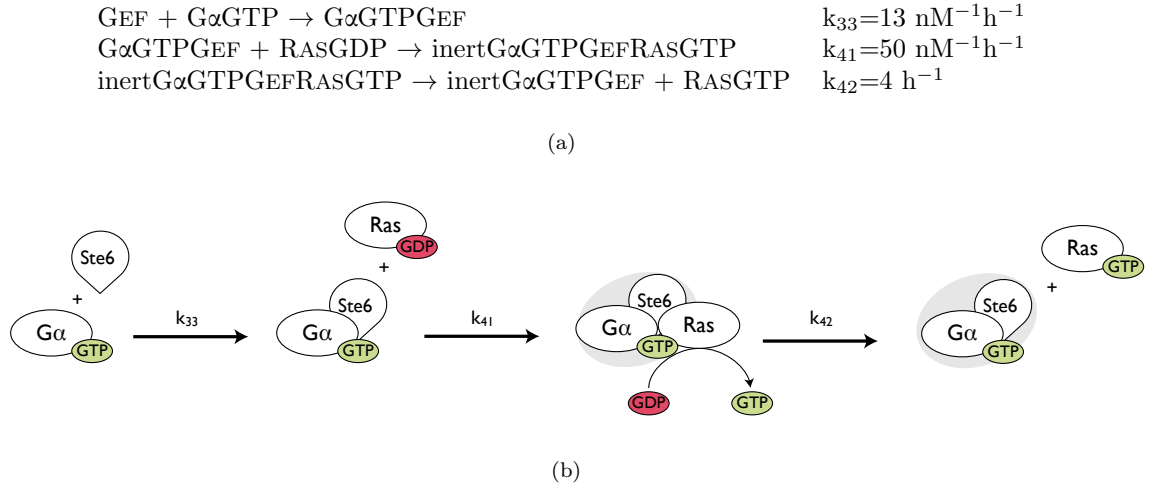 GEF + GαGTP → GαGTPGEF k₃₃=13 nM⁻¹h⁻¹
GαGTPGEF + RASGDP → inertGαGTPGEFRASGTP k₄₁=50 nM⁻¹h⁻¹
inertGαGTPGEFRASGTP → inertGαGTPGEF + RASGTP k₄₂=4 h⁻¹
(a)
Ste6
+
Gα
GTP
k₃₃
Ras
GDP
+
Ste6
Gα
GTP
k₄₁
Ste6
Gα
Ras
GTP
GDP
GTP
k₄₂
Ras
GTP
+
Ste6
Gα
GTP
(b)